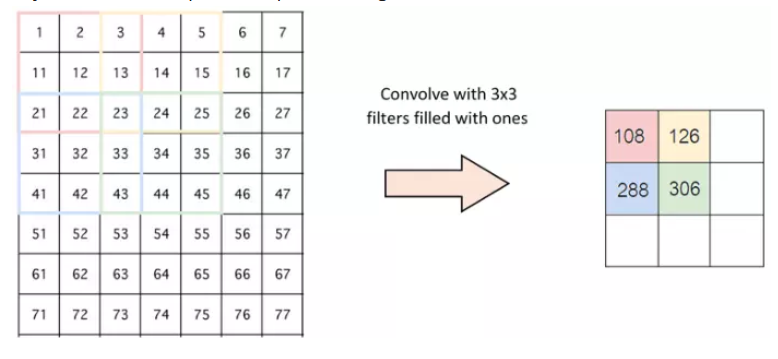 1 2 3 4 5 6 7
11 12 13 14 15 16 17
21 22 23 24 25 26 27
31 32 33 34 35 36 37
41 42 43 44 45 46 47
51 52 53 54 55 56 57
61 62 63 64 65 66 67
71 72 73 74 75 76 77
Convolve with 3x3
filters filled with ones
108 126
288 306